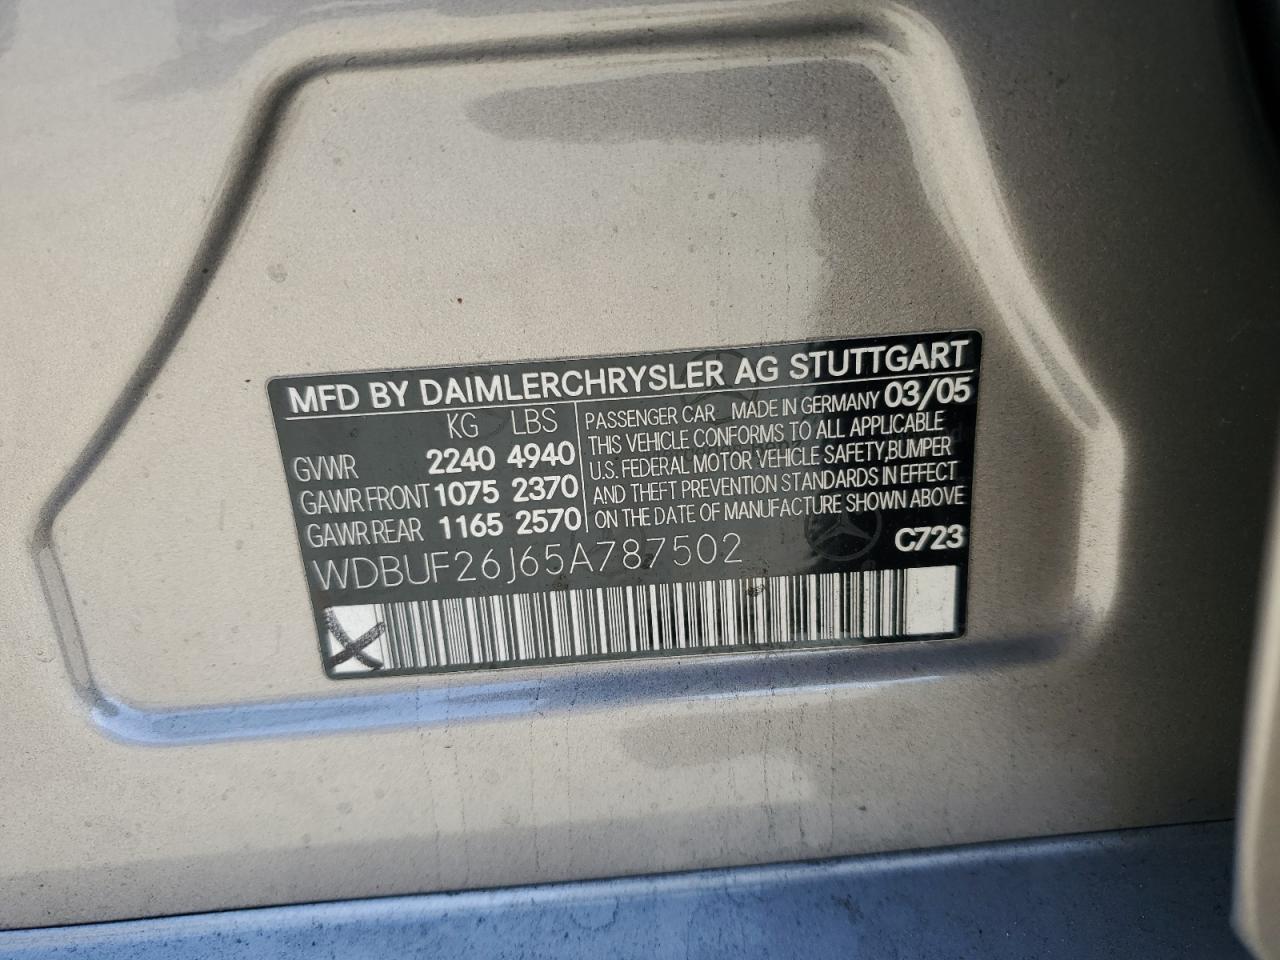 MFD BY DAIMLERCHRYSLER AG STUTTGART
KG LBS
GVWR 2240 4940
GAWR FRONT 1075 2370
GAWR REAR 1165 2570
PASSENGER CAR MADE IN GERMANY 03/05
THIS VEHICLE CONFORMS TO ALL APPLICABLE
U.S. FEDERAL MOTOR VEHICLE SAFETY, BUMPER
AND THEFT PREVENTION STANDARDS IN EFFECT
ON THE DATE OF MANUFACTURE SHOWN ABOVE
WDBUF26J65A787502
C723